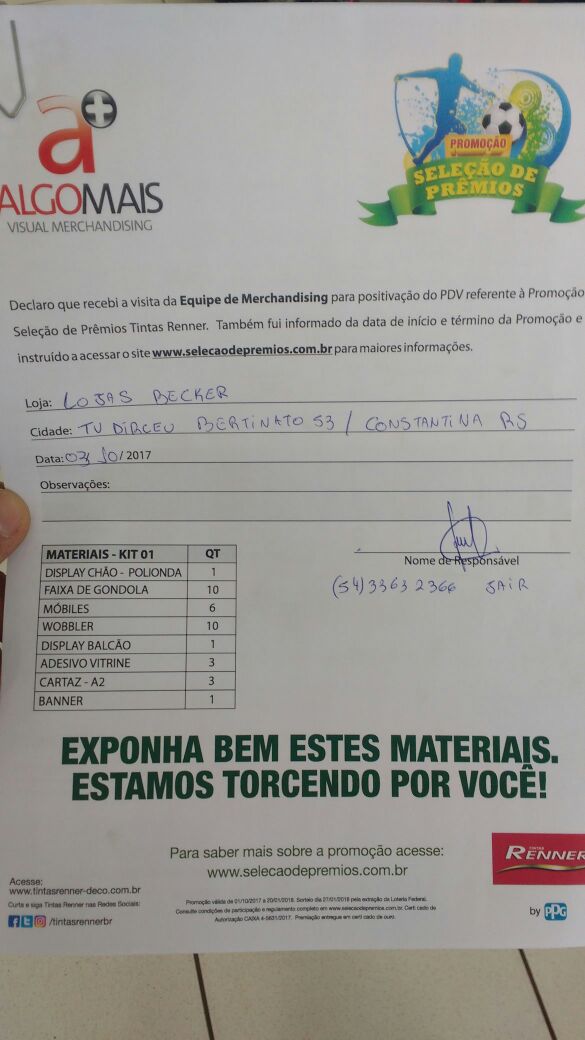 a+
ALGOMAIS
VISUAL MERCHANDISING
PROMOÇÃO
SELEÇÃO DE
PRÊMIOS
Declaro que recebi a visita da Equipe de Merchandising para positivação do PDV referente à Promoção
Seleção de Prêmios Tintas Renner. Também fui informado da data de início e término da Promoção e
instruído a acessar o site www.selecaodepremios.com.br para maiores informações.
Loja: LOJAS BECKER
Cidade: TV DIRCEU BERTINATO 53 / CONSTANTINA RS
Data: 03/10/2017
Observações:
Nome de Responsável
(54) 3363 2366 JAIR
MATERIAIS - KIT 01 QT
DISPLAY CHÃO - POLIONDA 1
FAIXA DE GONDOLA 10
MÓBILES 6
WOBBLER 10
DISPLAY BALCÃO 1
ADESIVO VITRINE 3
CARTAZ - A2 3
BANNER 1
EXPONHA BEM ESTES MATERIAIS.
ESTAMOS TORCENDO POR VOCÊ!
Para saber mais sobre a promoção acesse:
www.selecaodepremios.com.br
TINTAS
RENNER
by PPG
Acesse:
www.tintasrenner-deco.com.br
Curta e siga Tintas Renner nas Redes Sociais:
/tintasrennerbr
Promoção válida de 01/10/2017 a 20/01/2018. Sorteio dia 27/01/2018 pela extração da Loteria Federal.
Consulte condições de participação e regulamento completo em www.selecaodepremios.com.br. Certi cado de
Autorização CAIXA 4-5631/2017. Premiação entregue em certi cado de ouro.